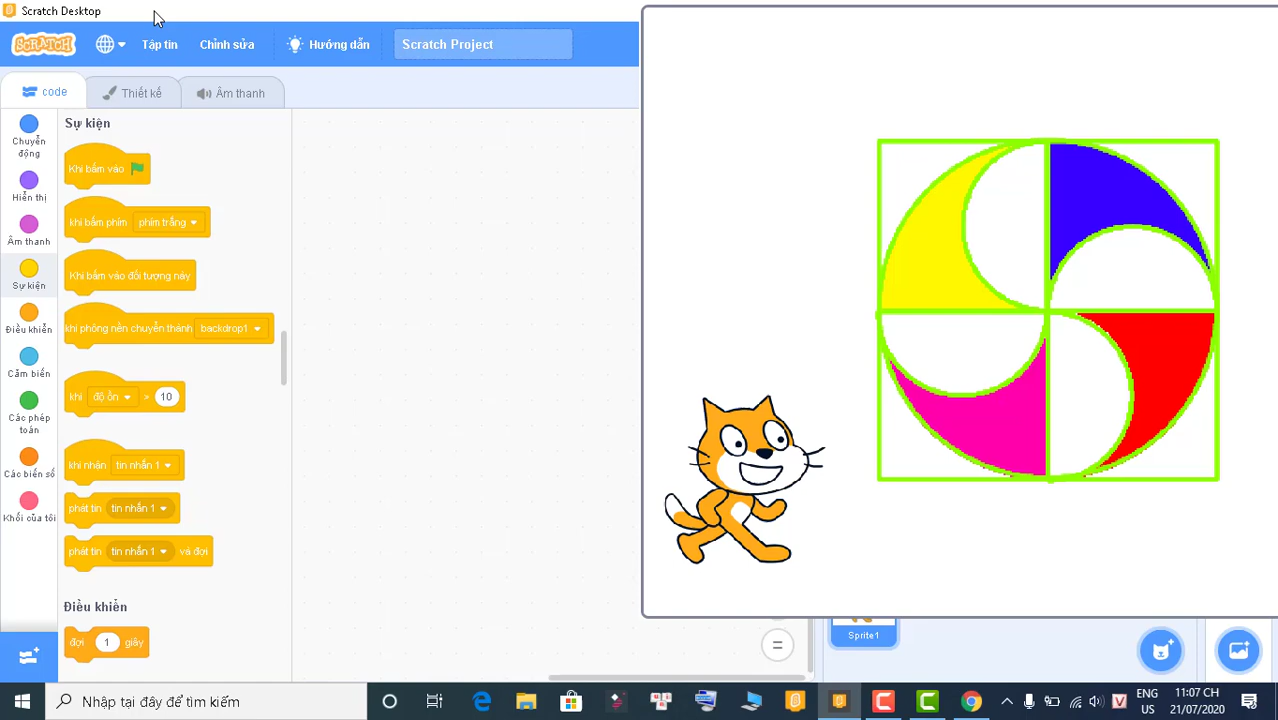 Scratch Desktop
SCRATCH
Tập tin
Chỉnh sửa
Hướng dẫn
Scratch Project
code
Thiết kế
Âm thanh
Chuyển động
Hiển thị
Âm thanh
Sự kiện
Điều khiển
Cảm biến
Các phép toán
Các biến số
Khối của tôi
Sự kiện
Khi bấm vào
khi bấm phím phím trắng
Khi bấm vào đối tượng này
khi phông nền chuyển thành backdrop1
khi độ ồn > 10
khi nhận tin nhắn 1
phát tin tin nhắn 1
phát tin tin nhắn 1 và đợi
Điều khiển
đợi 1 giây
Sprite1
Nhập tại đây để tìm kiếm
V
ENG
US
11:07 CH
21/07/2020